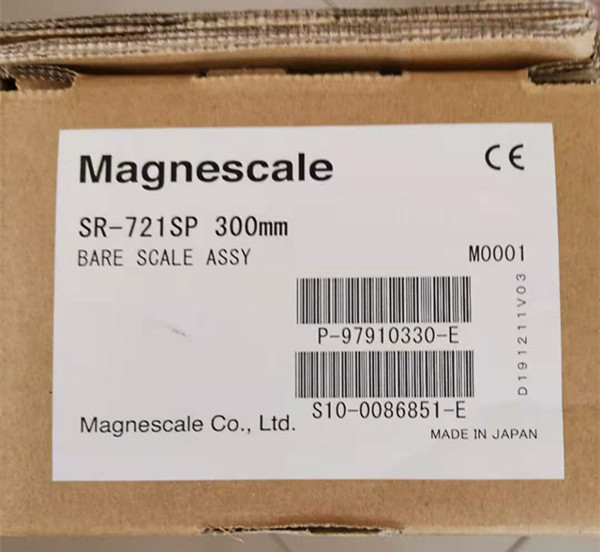 Magnescale
CE
SR-721SP 300mm
BARE SCALE ASSY
M0001
P-97910330-E
S10-0086851-E
D191211V03
Magnescale Co., Ltd.
MADE IN JAPAN